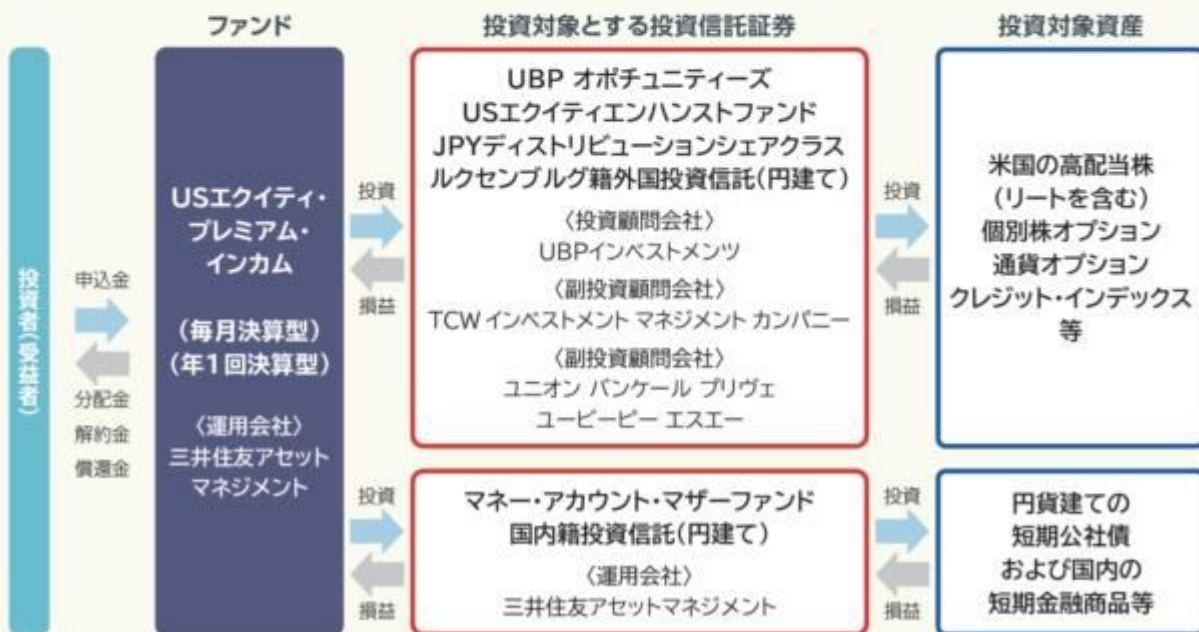 ファンド
投資対象とする投資信託証券
投資対象資産
投資者(受益者)
申込金
分配金
解約金
償還金
USエクイティ・
プレミアム・
インカム
(毎月決算型)
(年1回決算型)
〈運用会社〉
三井住友アセット
マネジメント
投資
損益
UBP オポチュニティーズ
USエクイティエンハンストファンド
JPYディストリビューションシェアクラス
ルクセンブルグ籍外国投資信託(円建て)
〈投資顧問会社〉
UBPインベストメンツ
〈副投資顧問会社〉
TCW インベストメント マネジメント カンパニー
〈副投資顧問会社〉
ユニオン バンケール プリヴェ
ユービーピー エスエー
投資
損益
米国の高配当株
(リートを含む)
個別株オプション
通貨オプション
クレジット・インデックス
等
投資
損益
マネー・アカウント・マザーファンド
国内籍投資信託(円建て)
〈運用会社〉
三井住友アセットマネジメント
投資
損益
円貨建ての
短期公社債
および国内の
短期金融商品等